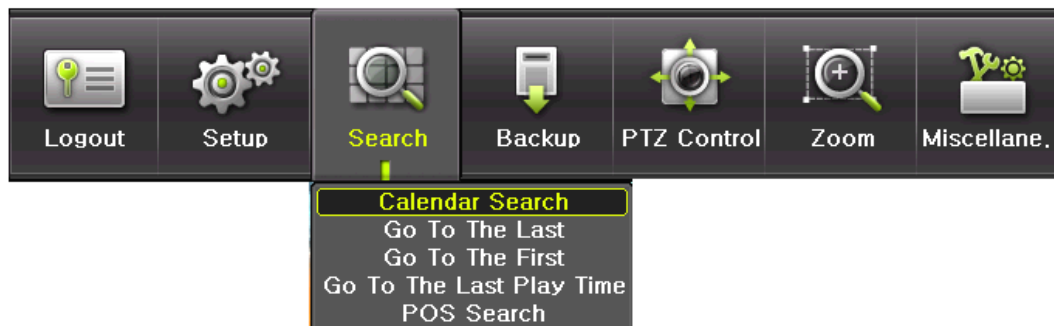 Logout Setup Search Backup PTZ Control Zoom Miscellane.
Calendar Search
Go To The Last
Go To The First
Go To The Last Play Time
POS Search